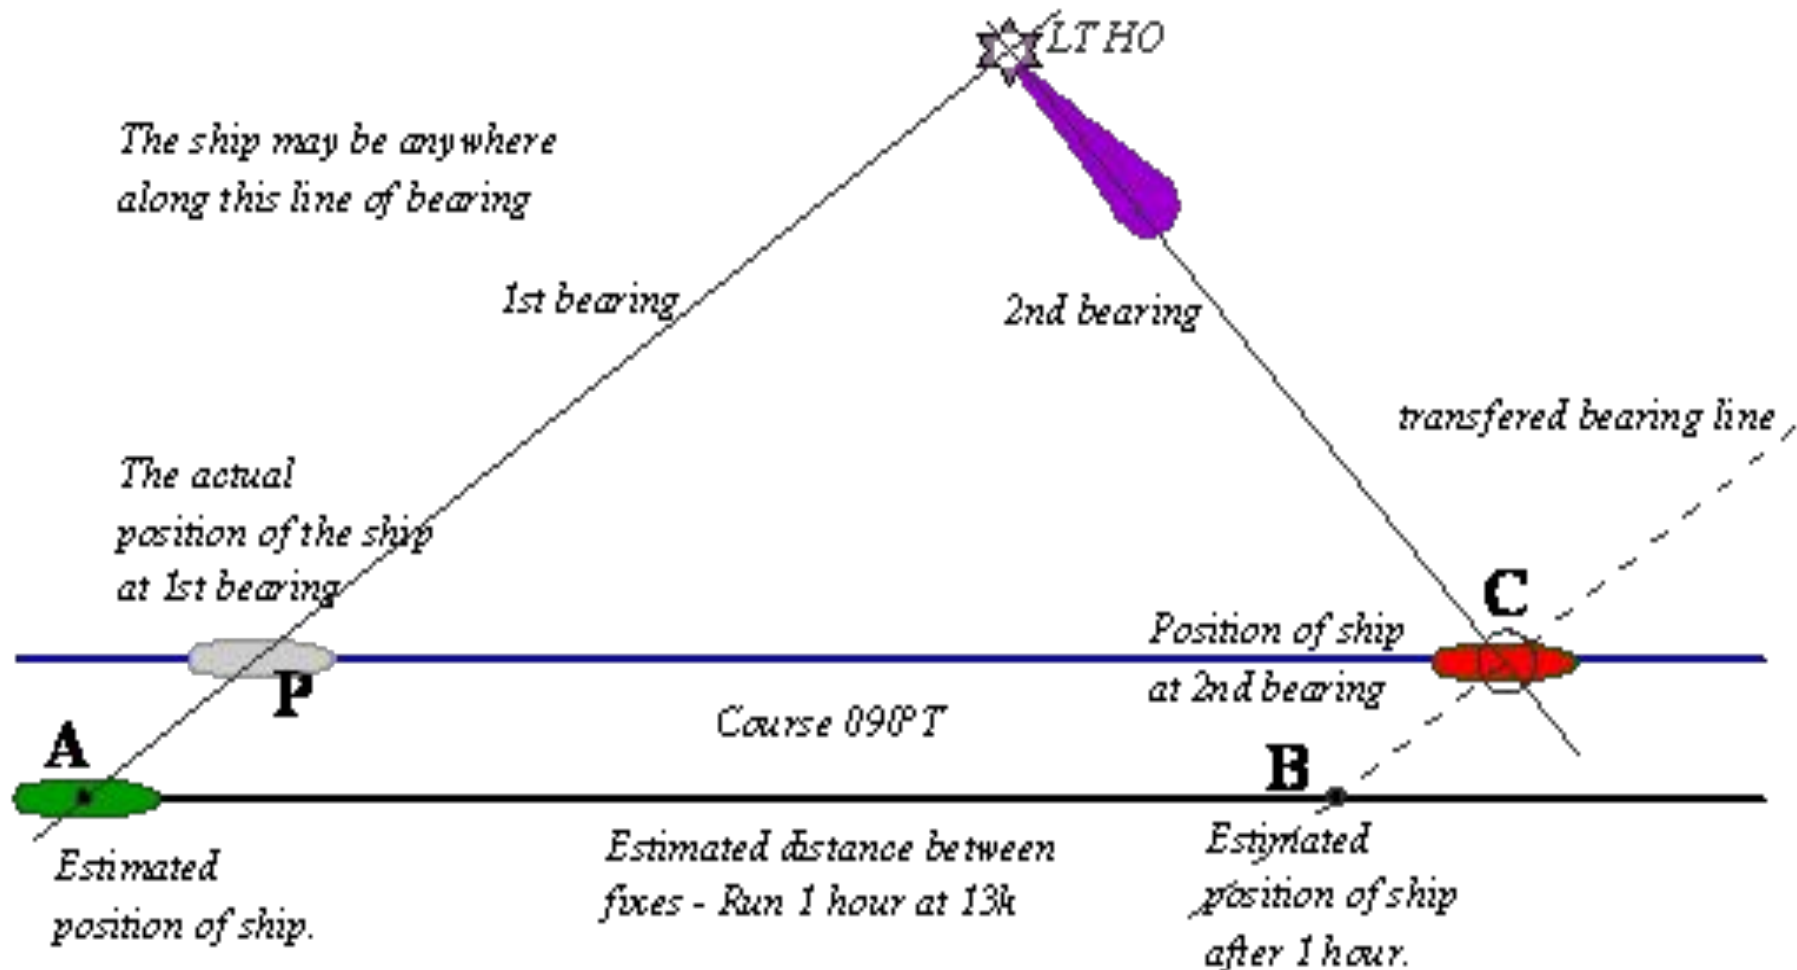 LT HO
The ship may be anywhere
along this line of bearing
1st bearing
2nd bearing
transfered bearing line
The actual
position of the ship
at 1st bearing
C
Position of ship
at 2nd bearing
P
Course 090°T
A
B
Estimated distance between
fixes - Run 1 hour at 13k
Estimated
position of ship.
Estimated
position of ship
after 1 hour.